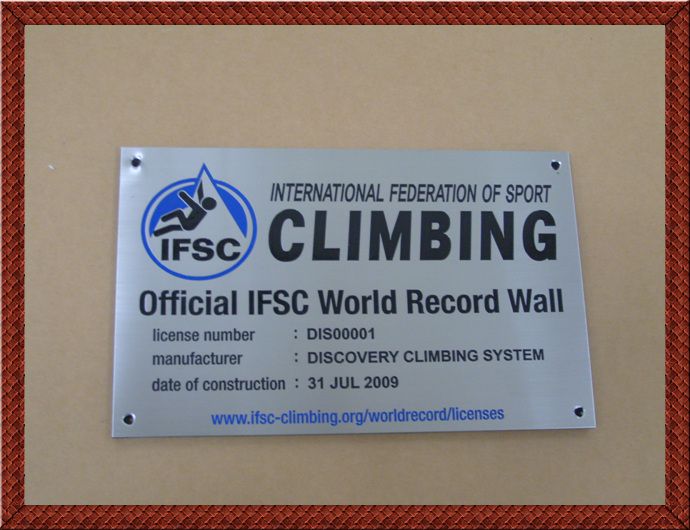 IFSC
INTERNATIONAL FEDERATION OF SPORT
CLIMBING
Official IFSC World Record Wall
license number : DIS00001
manufacturer : DISCOVERY CLIMBING SYSTEM
date of construction : 31 JUL 2009
www.ifsc-climbing.org/worldrecord/licenses